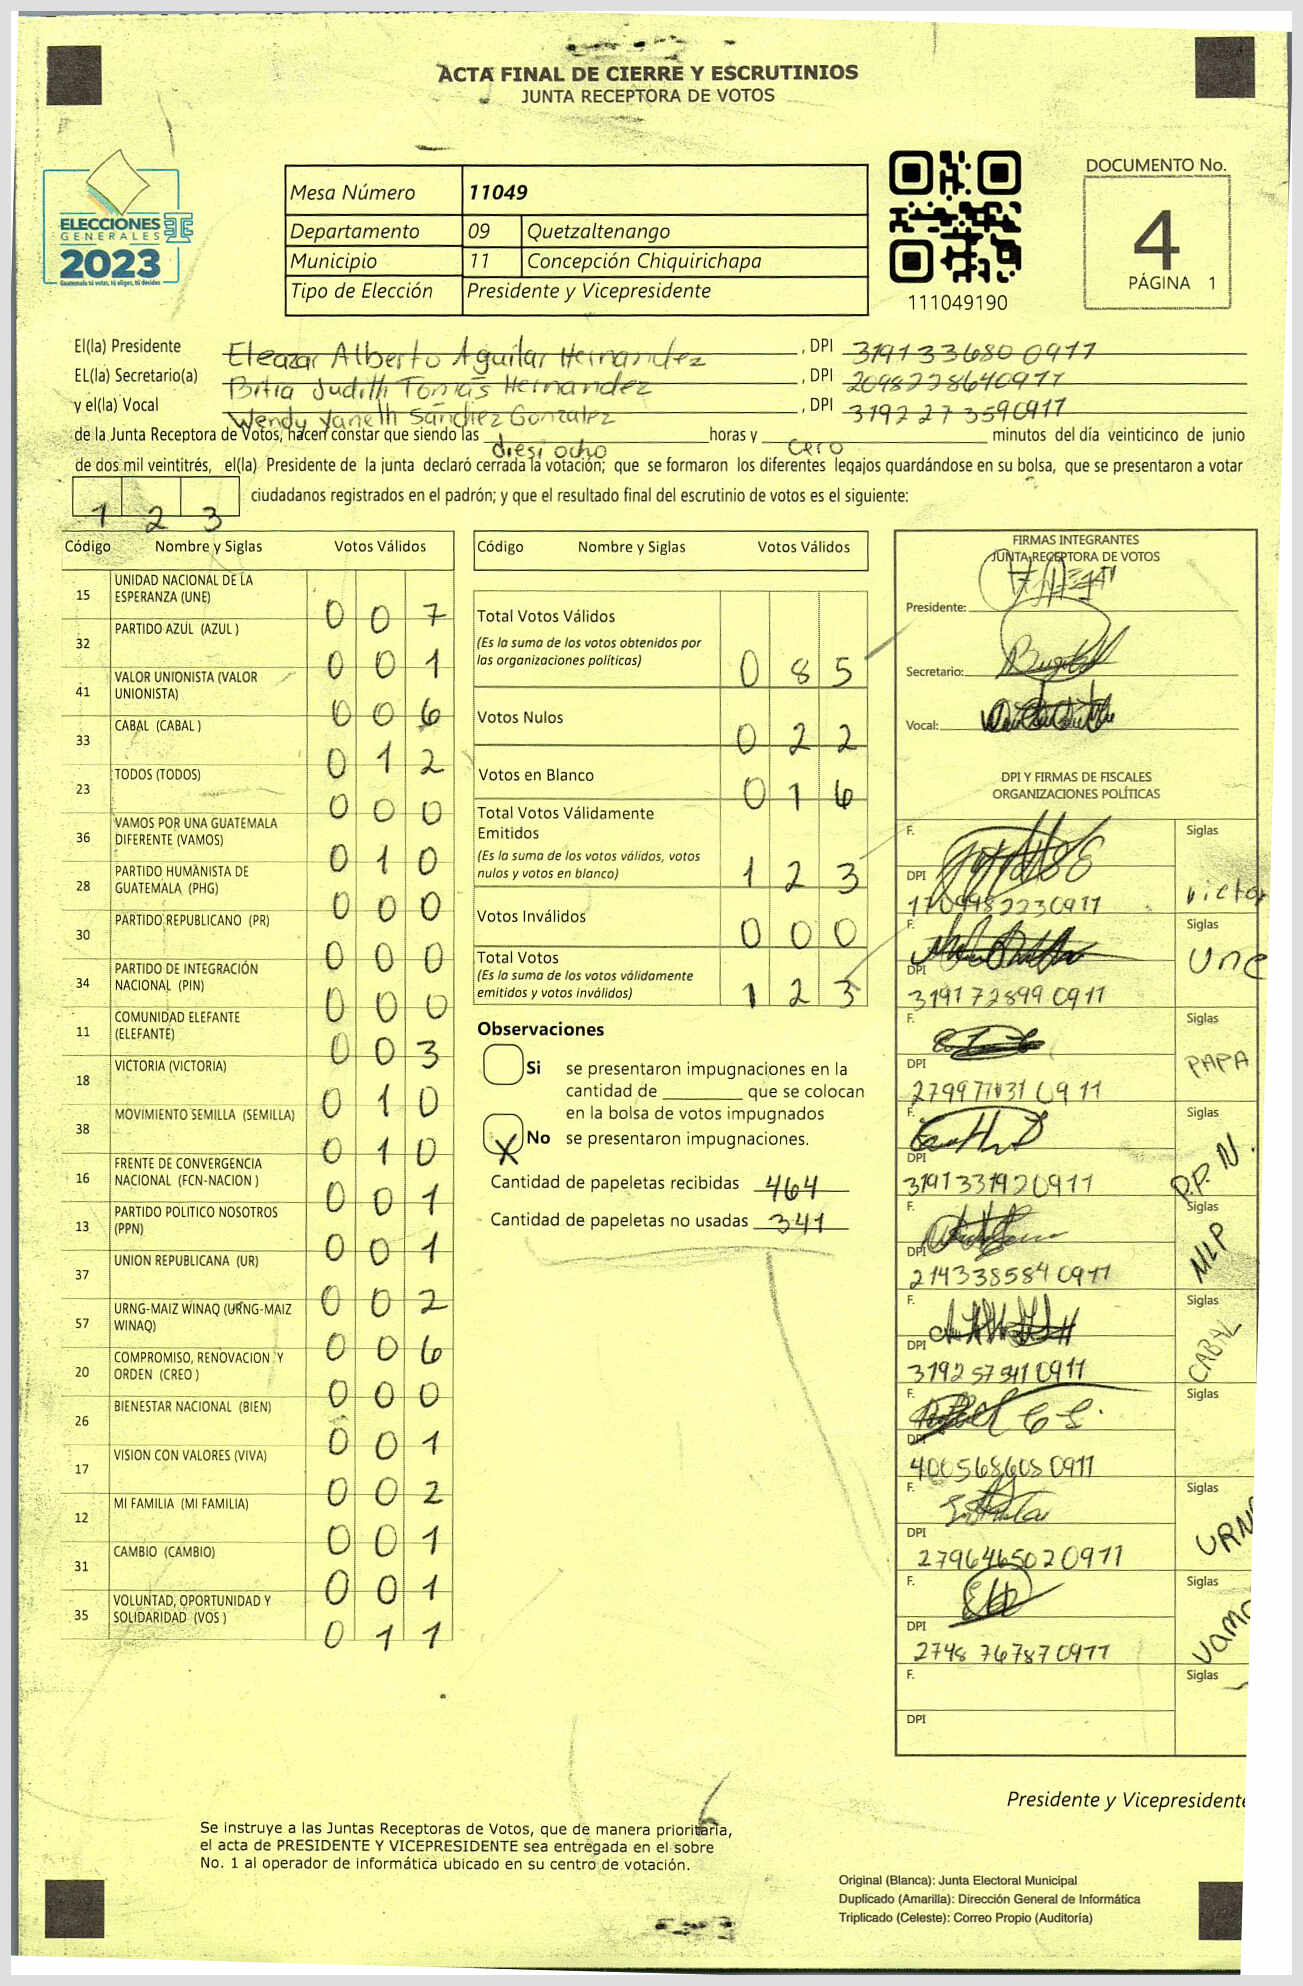 ACTA FINAL DE CIERRE Y ESCRUTINIOS
JUNTA RECEPTORA DE VOTOS
ELECCIONES
GENERALES
2023
Guatemala tú votas, tú eliges, tú decides
Mesa Número 11049
Departamento 09 Quetzaltenango
Municipio 11 Concepción Chiquirichapa
Tipo de Elección Presidente y Vicepresidente
111049190
DOCUMENTO No.
4
PÁGINA 1
El(la) Presidente Eleazar Alberto Aguilar Hernandez, DPI 3191336800911
EL(la) Secretario(a) Bitia Judith Tomás Hernandez, DPI 2098228640911
y el(la) Vocal Wendy Yaneth Sánchez Gonzalez, DPI 3192273590911
de la Junta Receptora de Votos, hacen constar que siendo las diesi ocho horas y cero minutos del día veinticinco de junio
de dos mil veintitrés, el(la) Presidente de la junta declaró cerrada la votación; que se formaron los diferentes legajos quardándose en su bolsa, que se presentaron a votar
1 2 3 ciudadanos registrados en el padrón; y que el resultado final del escrutinio de votos es el siguiente:
Código Nombre y Siglas Votos Válidos
15 UNIDAD NACIONAL DE LA ESPERANZA (UNE) 0 0 7
32 PARTIDO AZUL (AZUL ) 0 0 1
41 VALOR UNIONISTA (VALOR UNIONISTA) 0 0 6
33 CABAL (CABAL ) 0 1 2
23 TODOS (TODOS) 0 0 0
36 VAMOS POR UNA GUATEMALA DIFERENTE (VAMOS) 0 1 0
28 PARTIDO HUMANISTA DE GUATEMALA (PHG) 0 0 0
30 PARTIDO REPUBLICANO (PR) 0 0 0
34 PARTIDO DE INTEGRACIÓN NACIONAL (PIN) 0 0 0
11 COMUNIDAD ELEFANTE (ELEFANTE) 0 0 3
18 VICTORIA (VICTORIA) 0 1 0
38 MOVIMIENTO SEMILLA (SEMILLA) 0 1 0
16 FRENTE DE CONVERGENCIA NACIONAL (FCN-NACION ) 0 0 1
13 PARTIDO POLITICO NOSOTROS (PPN) 0 0 1
37 UNION REPUBLICANA (UR) 0 0 2
57 URNG-MAIZ WINAQ (URNG-MAIZ WINAQ) 0 0 6
20 COMPROMISO, RENOVACION Y ORDEN (CREO ) 0 0 0
26 BIENESTAR NACIONAL (BIEN) 0 0 1
17 VISION CON VALORES (VIVA) 0 0 2
12 MI FAMILIA (MI FAMILIA) 0 0 1
31 CAMBIO (CAMBIO) 0 0 1
35 VOLUNTAD, OPORTUNIDAD Y SOLIDARIDAD (VOS ) 0 1 1
Código Nombre y Siglas Votos Válidos
Total Votos Válidos
(Es la suma de los votos obtenidos por
las organizaciones políticas) 0 8 5
Votos Nulos 0 2 2
Votos en Blanco 0 1 6
Total Votos Válidamente
Emitidos
(Es la suma de los votos válidos, votos
nulos y votos en blanco) 1 2 3
Votos Inválidos 0 0 0
Total Votos
(Es la suma de los votos válidamente
emitidos y votos inválidos) 1 2 3
Observaciones
Si se presentaron impugnaciones en la
cantidad de ________ que se colocan
en la bolsa de votos impugnados
X No se presentaron impugnaciones.
Cantidad de papeletas recibidas 464
Cantidad de papeletas no usadas 341
FIRMAS INTEGRANTES
JUNTA RECEPTORA DE VOTOS
Presidente:
Secretario:
Vocal:
DPI Y FIRMAS DE FISCALES
ORGANIZACIONES POLÍTICAS
F. Siglas
DPI 1709982230911 victor
F. Siglas
DPI 3191728990911 Une
F. Siglas
DPI 0911 PAPA
F.
DPI 3191331920911 P.P.N.
F. Siglas
DPI 2143385840911 MLP
F. Siglas
DPI 3192575410911 CABAL
F. Siglas
DPI 4005686080911
F. Siglas
DPI 2796465020911 URN
F. Siglas
DPI 2748767870911 vamo
F. Siglas
DPI
Presidente y Vicepresidente
Se instruye a las Juntas Receptoras de Votos, que de manera prioritaria,
el acta de PRESIDENTE Y VICEPRESIDENTE sea entregada en el sobre
No. 1 al operador de informática ubicado en su centro de votación.
Original (Blanca): Junta Electoral Municipal
Duplicado (Amarilla): Dirección General de Informática
Triplicado (Celeste): Correo Propio (Auditoría)